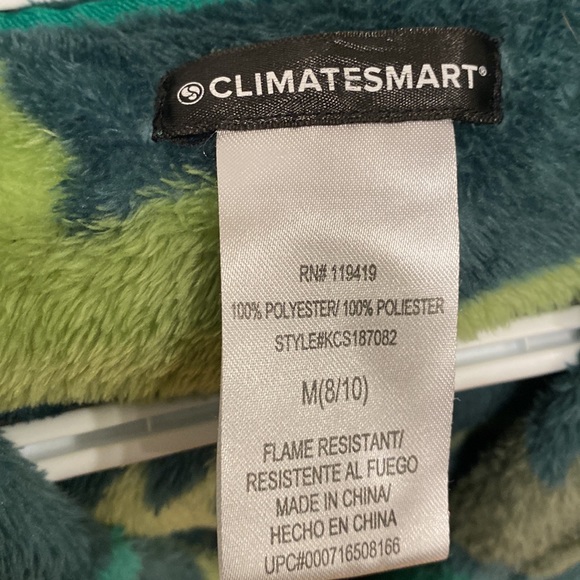 CLIMATESMART®
RN# 119419
100% POLYESTER/ 100% POLIESTER
STYLE#KCS187082
M(8/10)
FLAME RESISTANT/
RESISTENTE AL FUEGO
MADE IN CHINA/
HECHO EN CHINA
UPC#000716508166